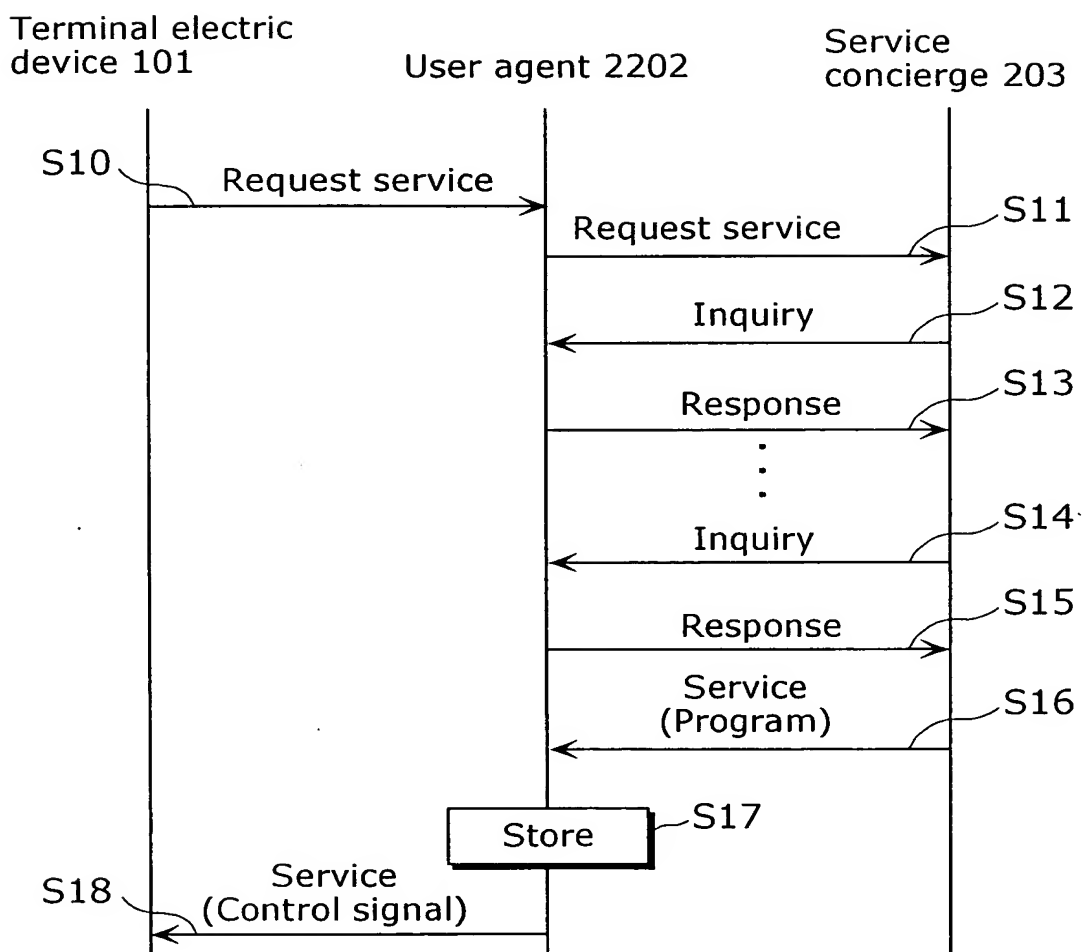 Terminal electric
device 101
User agent 2202
Service
concierge 203
S10
Request service
S11
Request service
S12
Inquiry
S13
Response
S14
Inquiry
S15
Response
Service
(Program)
S16
Store
S17
S18
Service
(Control signal)